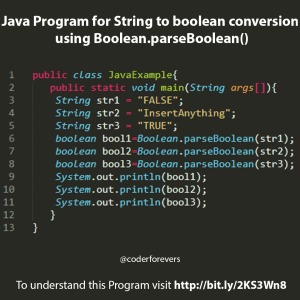 Java Program for String to boolean conversion
using Boolean.parseBoolean()
1 public class JavaExample{
2 public static void main(String args[]){
3 String str1 = "FALSE";
4 String str2 = "InsertAnything";
5 String str3 = "TRUE";
6 boolean bool1=Boolean.parseBoolean(str1);
7 boolean bool2=Boolean.parseBoolean(str2);
8 boolean bool3=Boolean.parseBoolean(str3);
9 System.out.println(bool1);
10 System.out.println(bool2);
11 System.out.println(bool3);
12 }
13 }
@coderforevers
To understand this Program visit http://bit.ly/2KS3Wn8